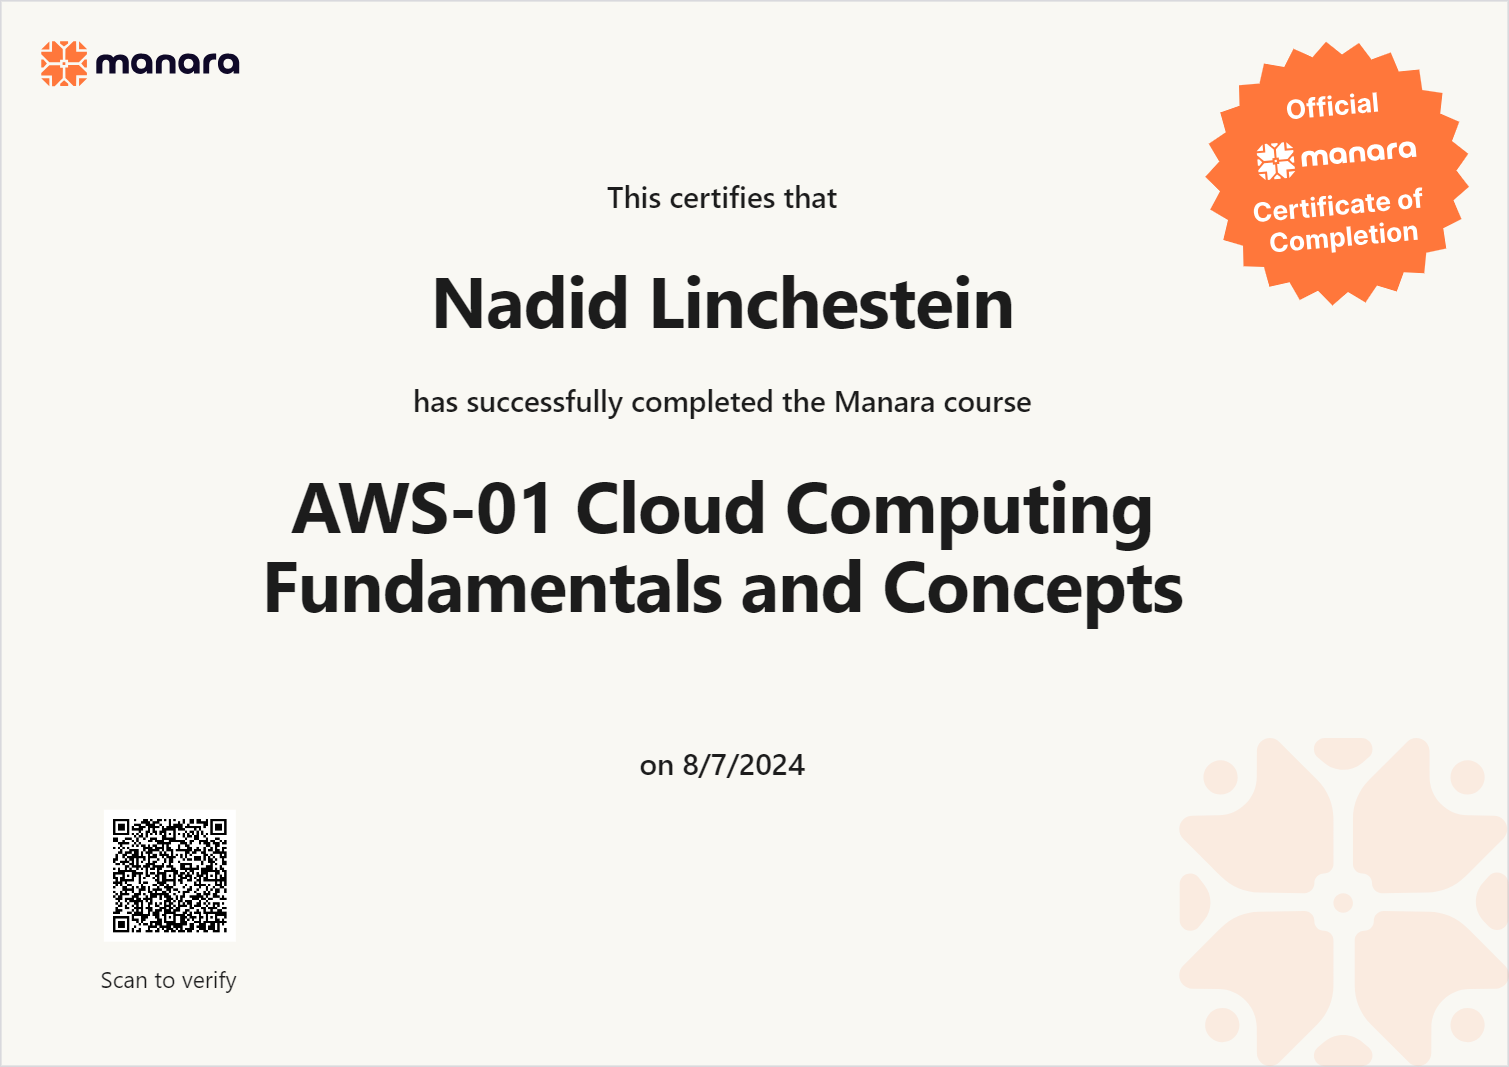 manara
Official
manara
Certificate of
Completion
This certifies that
Nadid Linchestein
has successfully completed the Manara course
AWS-01 Cloud Computing
Fundamentals and Concepts
on 8/7/2024
Scan to verify